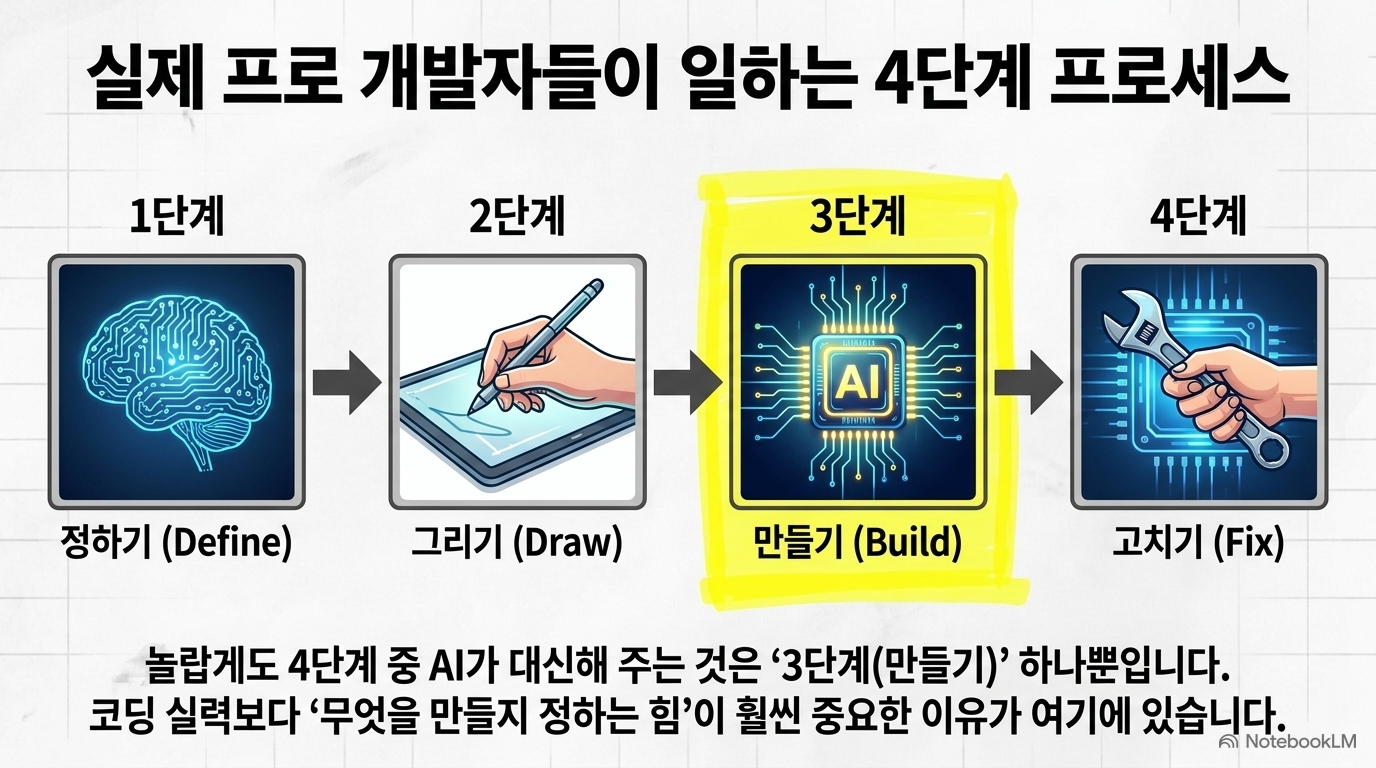 실제 프로 개발자들이 일하는 4단계 프로세스
1단계
2단계
3단계
4단계
AI
정하기 (Define)
그리기 (Draw)
만들기 (Build)
고치기 (Fix)
놀랍게도 4단계 중 AI가 대신해 주는 것은 ‘3단계(만들기)’ 하나뿐입니다.
코딩 실력보다 ‘무엇을 만들지 정하는 힘’이 훨씬 중요한 이유가 여기에 있습니다.
NotebookLM